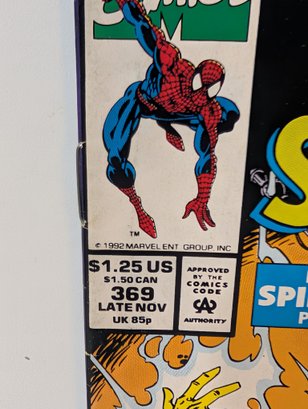 TM
© 1992 MARVEL ENT GROUP, INC
$1.25 US
$1.50 CAN
369
LATE NOV
UK 85p
APPROVED
BY THE
COMICS
CODE
AUTHORITY
S
SPI
P